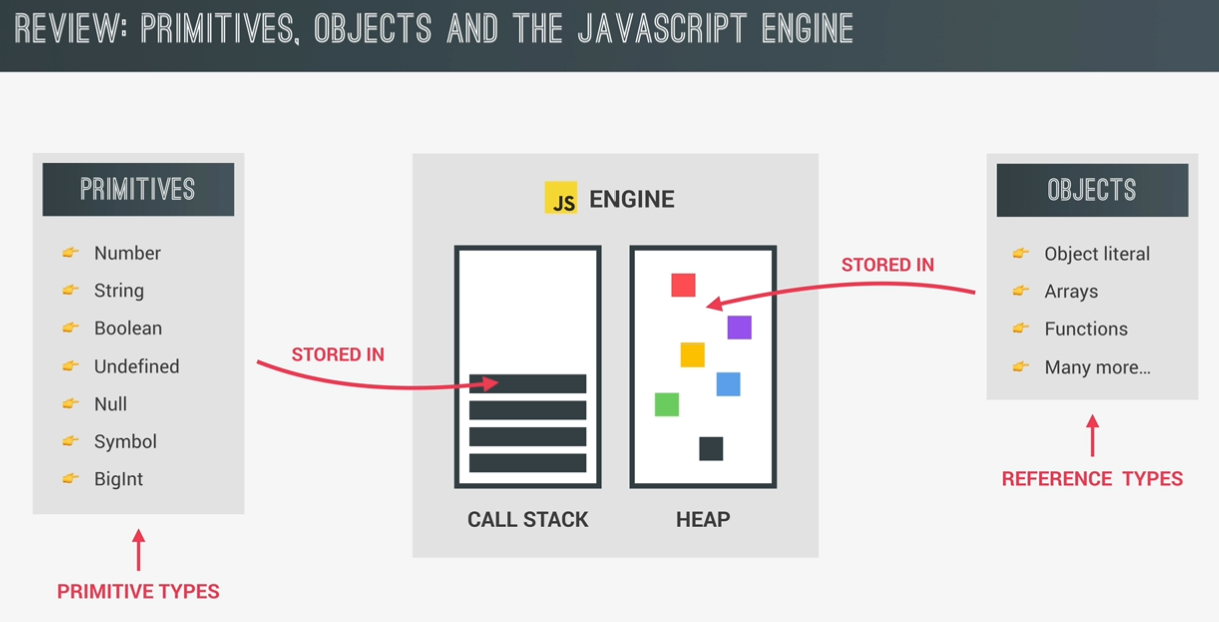 REVIEW: PRIMITIVES, OBJECTS AND THE JAVASCRIPT ENGINE
PRIMITIVES
Number
String
Boolean
Undefined
Null
Symbol
BigInt
PRIMITIVE TYPES
STORED IN
JS ENGINE
CALL STACK
HEAP
STORED IN
OBJECTS
Object literal
Arrays
Functions
Many more...
REFERENCE TYPES